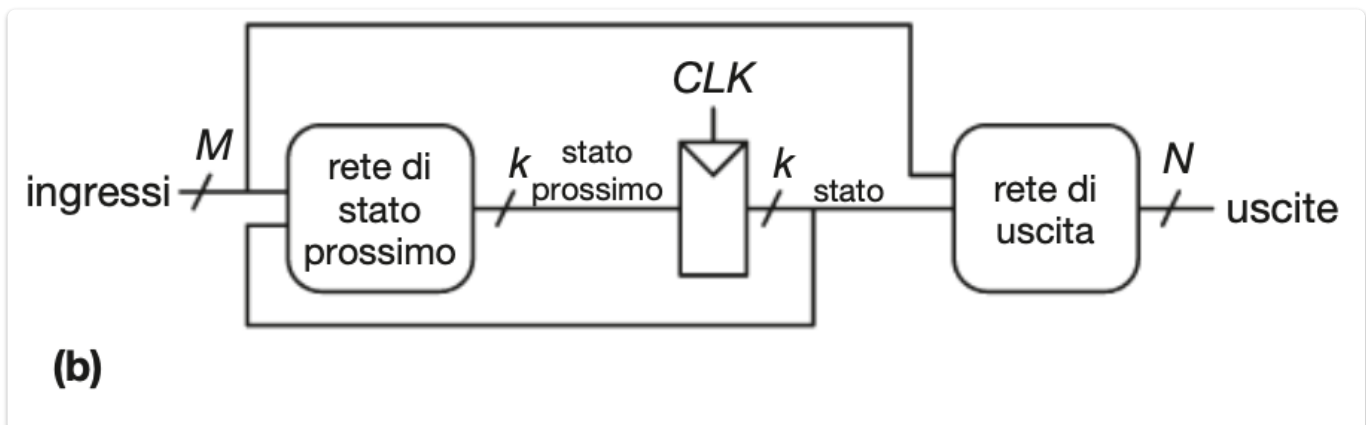 CLK
M
ingressi
rete di
stato
prossimo
k
stato
prossimo
k
stato
rete di
uscita
N
uscite
(b)